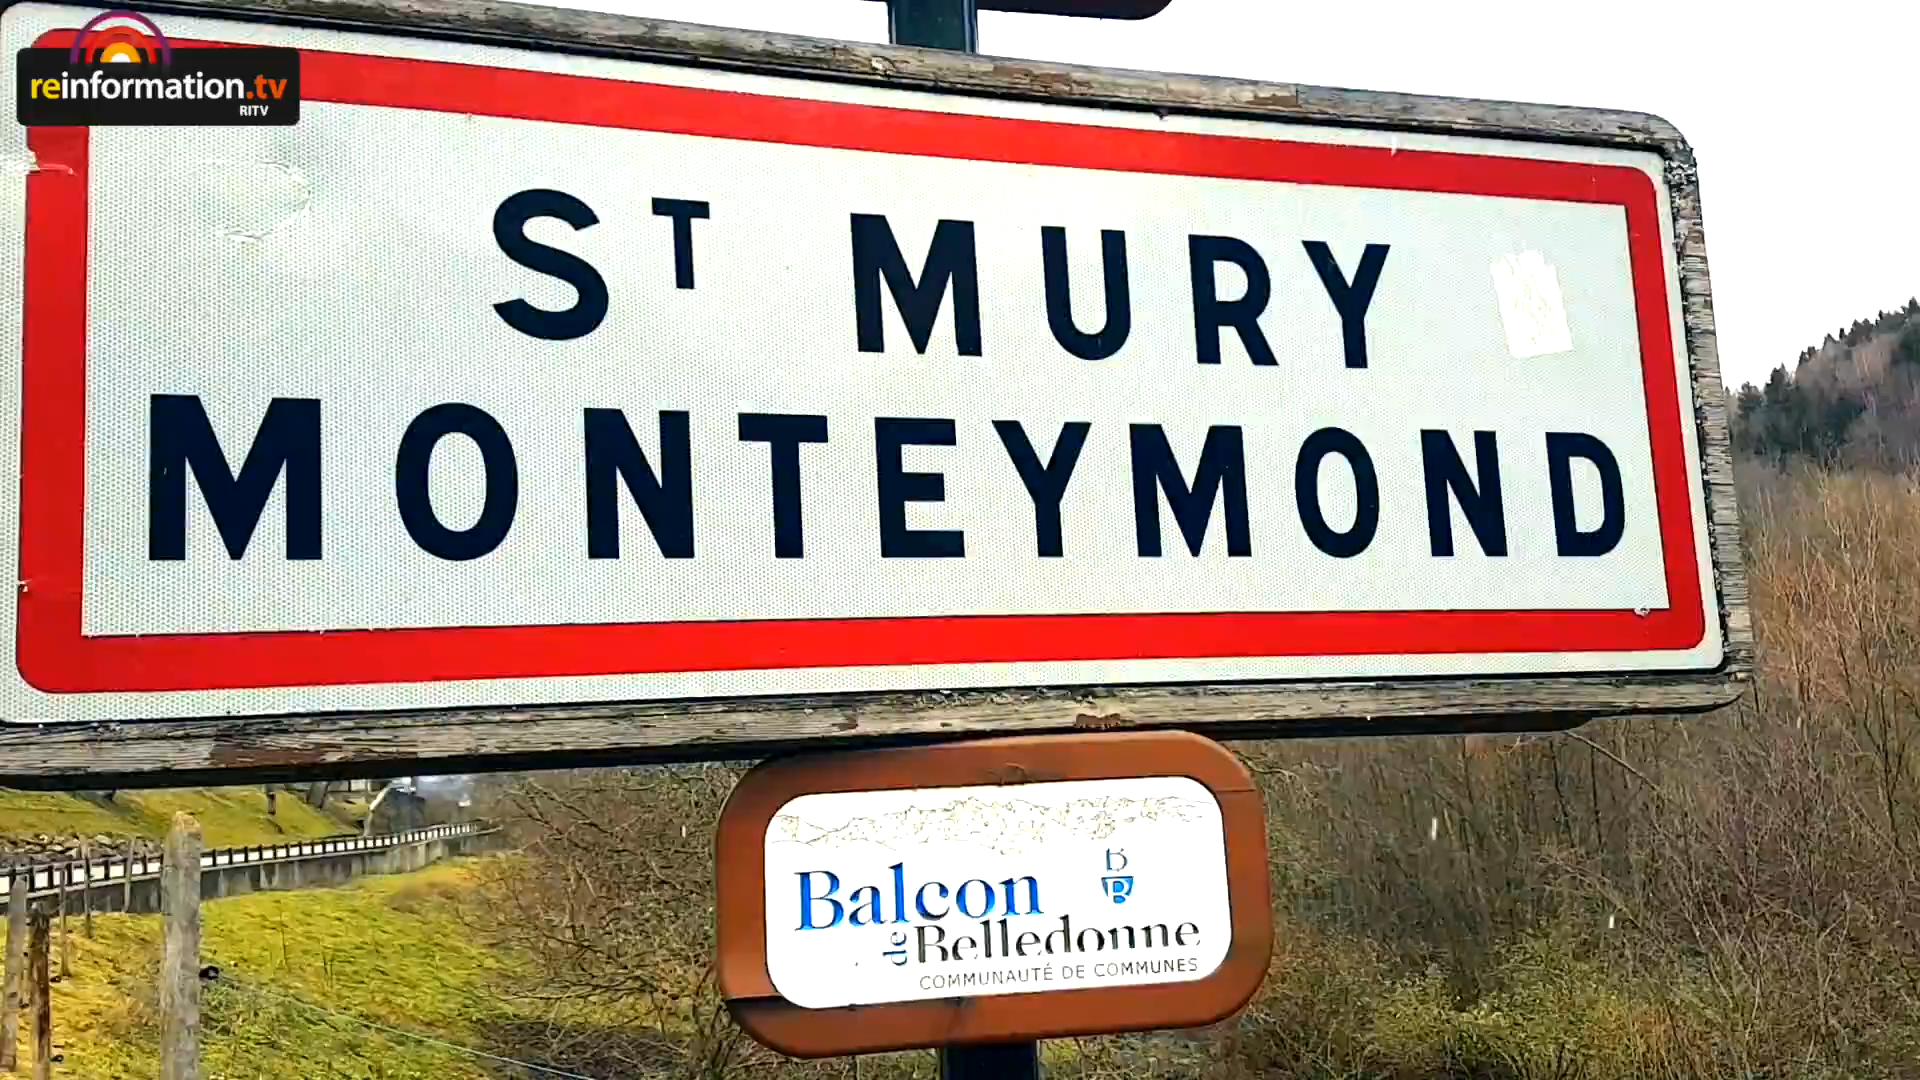 reinformation.tv
RITV
ST MURY
MONTEYMOND
Balcon
de Belledonne
COMMUNAUTÉ DE COMMUNES